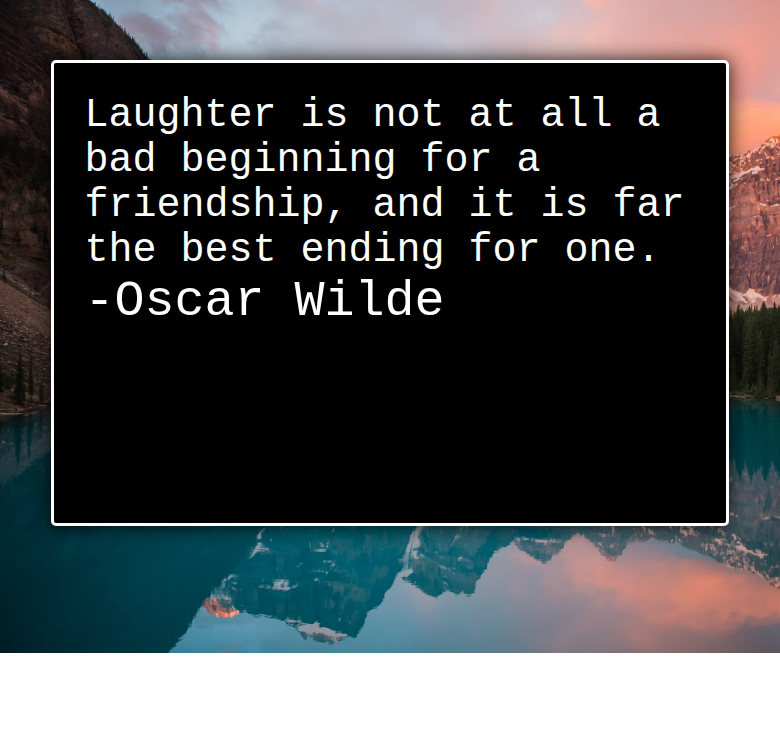 Laughter is not at all a
bad beginning for a
friendship, and it is far
the best ending for one.
-Oscar Wilde